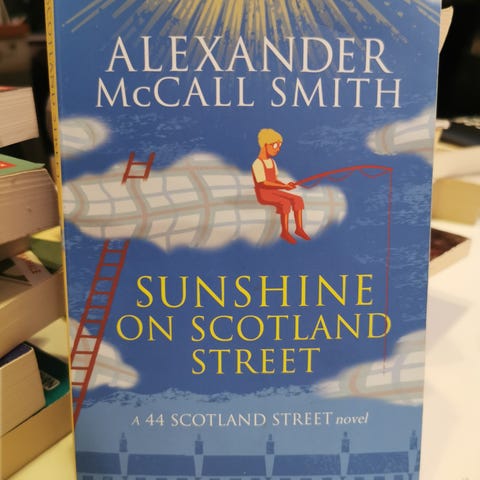 ALEXANDER
McCALL SMITH
SUNSHINE
ON SCOTLAND
STREET
A 44 SCOTLAND STREET novel